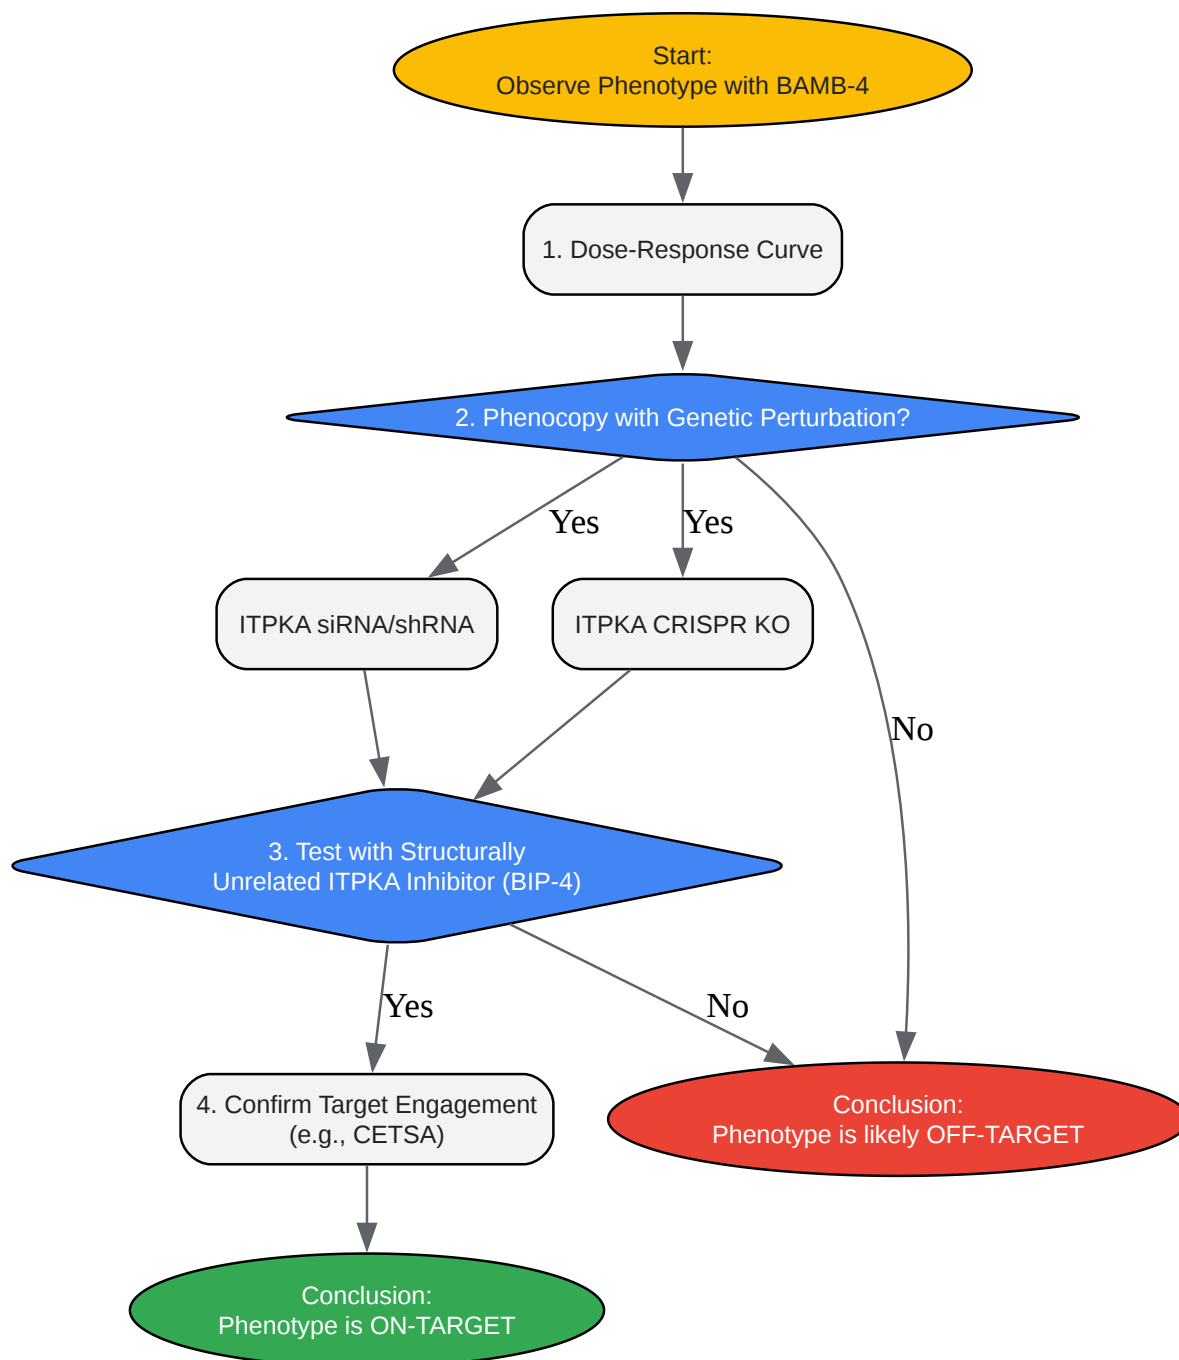 Start:
Observe Phenotype with BAMB-4
1. Dose-Response Curve
2. Phenocopy with Genetic Perturbation?
Yes
Yes
ITPKA siRNA/shRNA
ITPKA CRISPR KO
No
3. Test with Structurally
Unrelated ITPKA Inhibitor (BIP-4)
Yes
No
4. Confirm Target Engagement
(e.g., CETSA)
Conclusion:
Phenotype is likely OFF-TARGET
Conclusion:
Phenotype is ON-TARGET